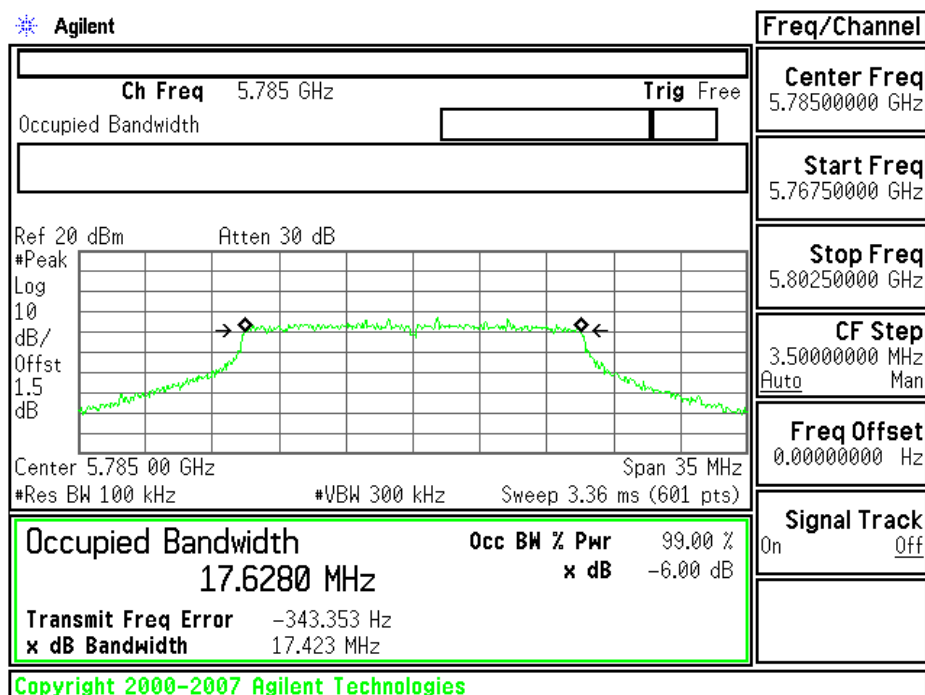 Agilent
Ch Freq 5.785 GHz Trig Free
Occupied Bandwidth
Ref 20 dBm Atten 30 dB
#Peak
Log
10
dB/
Offst
1.5
dB
Center 5.785 00 GHz Span 35 MHz
#Res BW 100 kHz #VBW 300 kHz Sweep 3.36 ms (601 pts)
Occupied Bandwidth
17.6280 MHz
Occ BW % Pwr 99.00 %
x dB -6.00 dB
Transmit Freq Error -343.353 Hz
x dB Bandwidth 17.423 MHz
Copyright 2000-2007 Agilent Technologies
Freq/Channel
Center Freq
5.78500000 GHz
Start Freq
5.76750000 GHz
Stop Freq
5.80250000 GHz
CF Step
3.50000000 MHz
Auto Man
Freq Offset
0.00000000 Hz
Signal Track
On Off